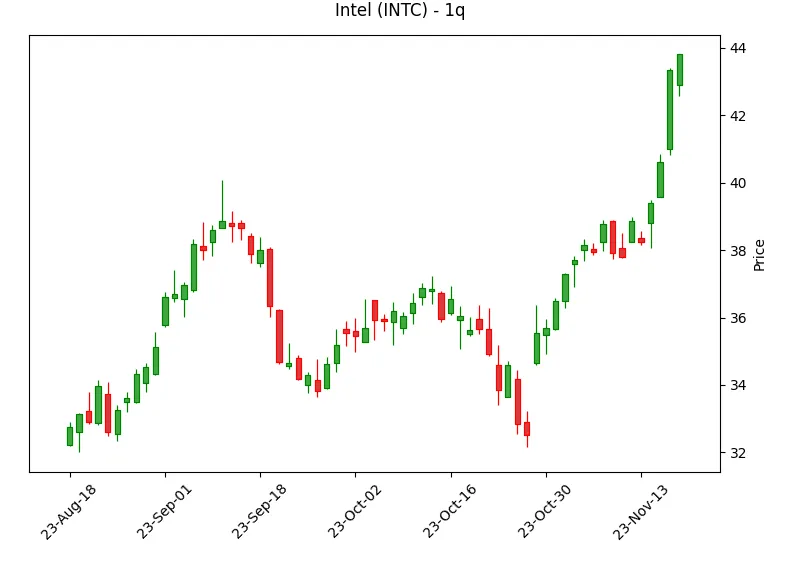 Intel (INTC) - 1q
44
42
40
38
36
34
32
Price
23-Aug-18
23-Sep-01
23-Sep-18
23-Oct-02
23-Oct-16
23-Oct-30
23-Nov-13